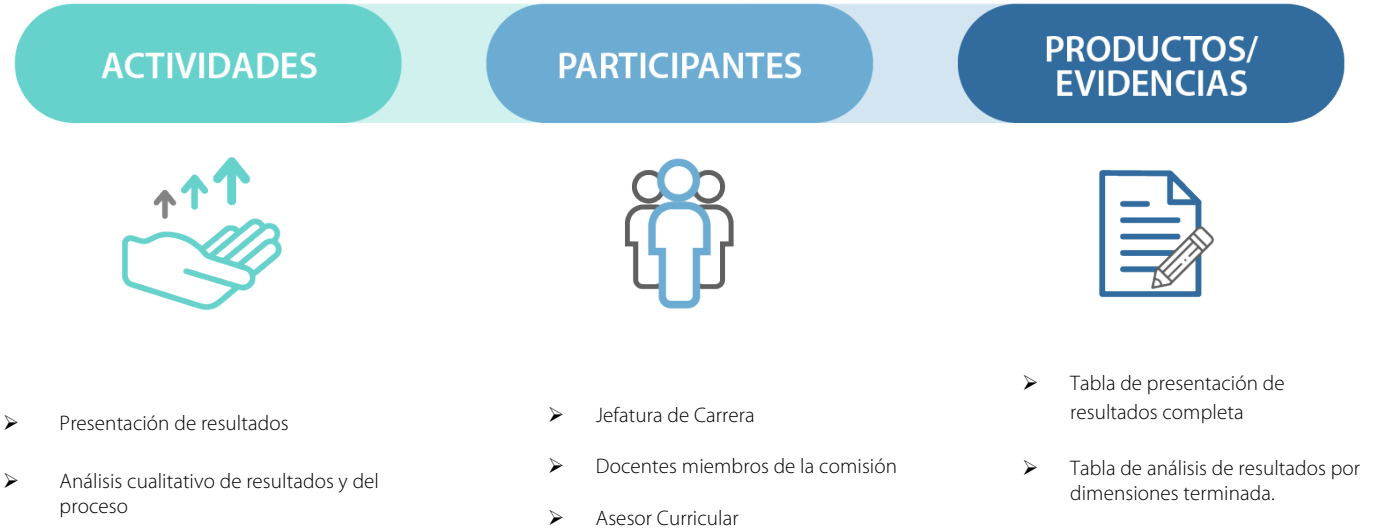 ACTIVIDADES
PARTICIPANTES
PRODUCTOS/
EVIDENCIAS
➢ Presentación de resultados
➢ Análisis cualitativo de resultados y del
proceso
➢ Jefatura de Carrera
➢ Docentes miembros de la comisión
➢ Asesor Curricular
➢ Tabla de presentación de
resultados completa
➢ Tabla de análisis de resultados por
dimensiones terminada.